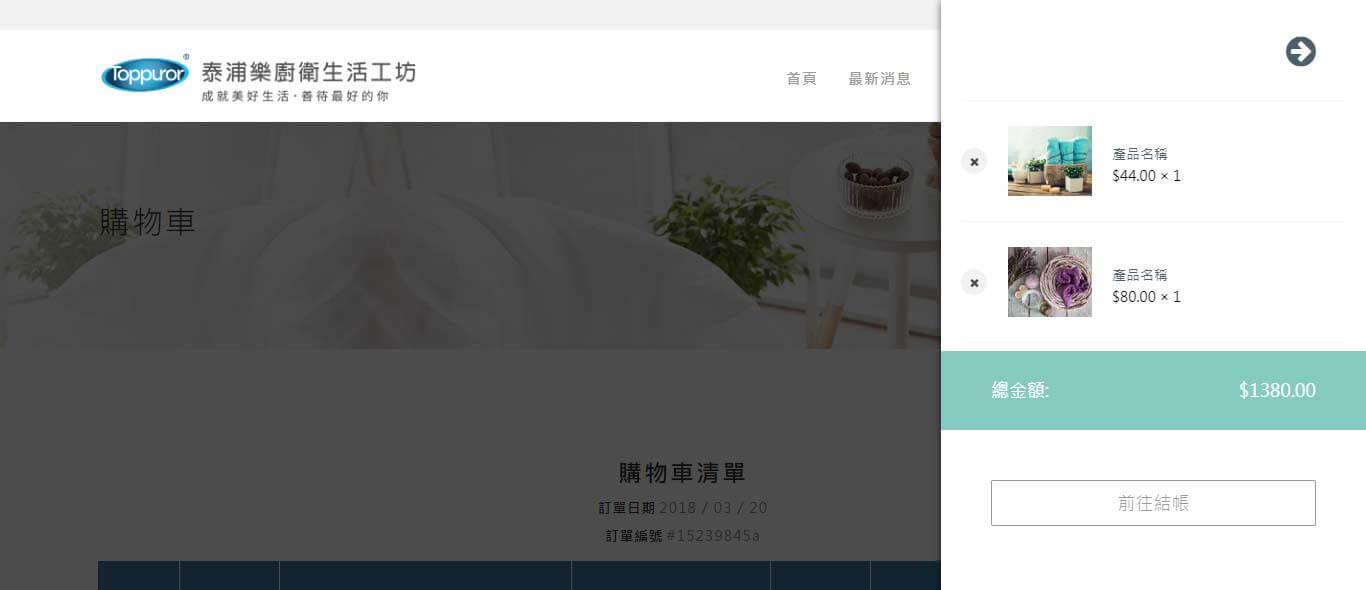 Toppuror®
泰浦樂廚衛生活工坊
成就美好生活·善待最好的你
首頁
最新消息
購物車
購物車清單
訂單日期 2018 / 03 / 20
訂單編號 #15239845a
產品名稱
$44.00 × 1
產品名稱
$80.00 × 1
總金額: $1380.00
前往結帳